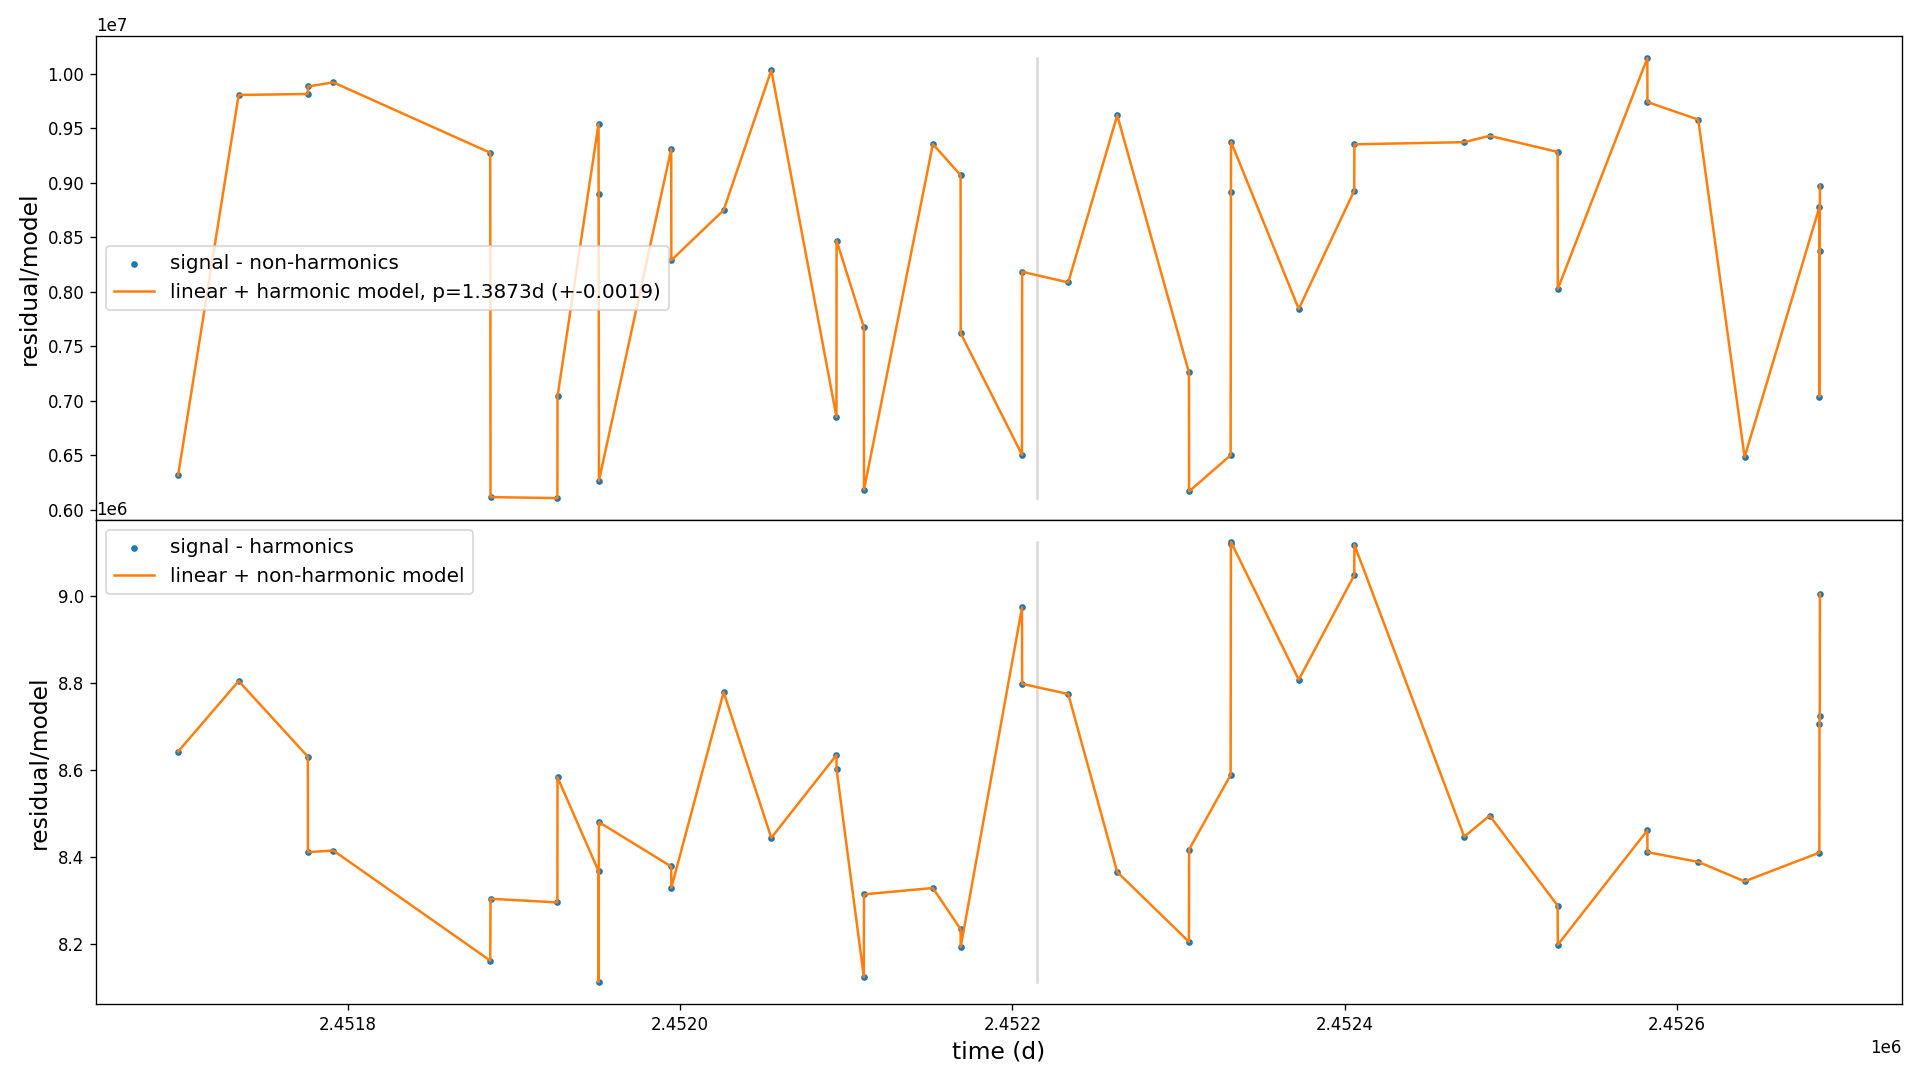 1e7
1.00
0.95
0.90
0.85
0.80
0.75
0.70
0.65
0.60
residual/model
signal - non-harmonics
linear + harmonic model, p=1.3873d (+-0.0019)
1e6
9.0
8.8
8.6
8.4
8.2
residual/model
signal - harmonics
linear + non-harmonic model
2.4518 2.4520 2.4522 2.4524 2.4526
time (d)
1e6